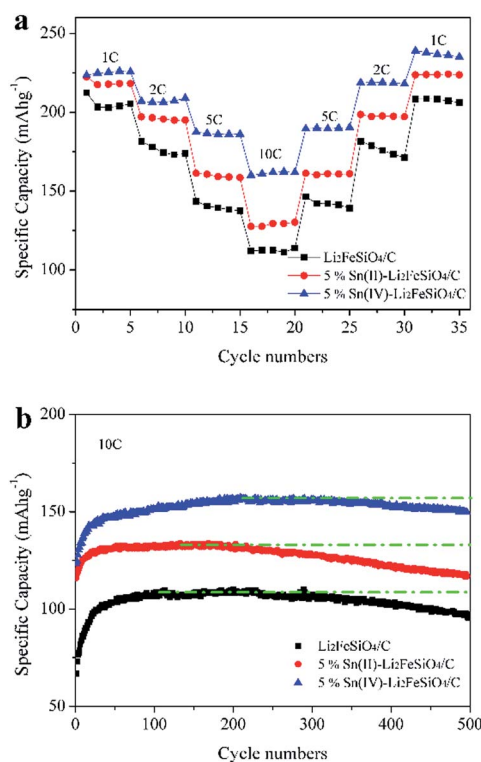 a
250
200
150
100
Specific Capacity (mAhg⁻¹)
1C
2C
5C
10C
5C
2C
1C
Li₂FeSiO₄/C
5 % Sn(II)-Li₂FeSiO₄/C
5 % Sn(IV)-Li₂FeSiO₄/C
0 5 10 15 20 25 30 35
Cycle numbers
b
200
150
100
50
Specific Capacity (mAhg⁻¹)
10C
Li₂FeSiO₄/C
5 % Sn(II)-Li₂FeSiO₄/C
5 % Sn(IV)-Li₂FeSiO₄/C
0 100 200 300 400 500
Cycle numbers